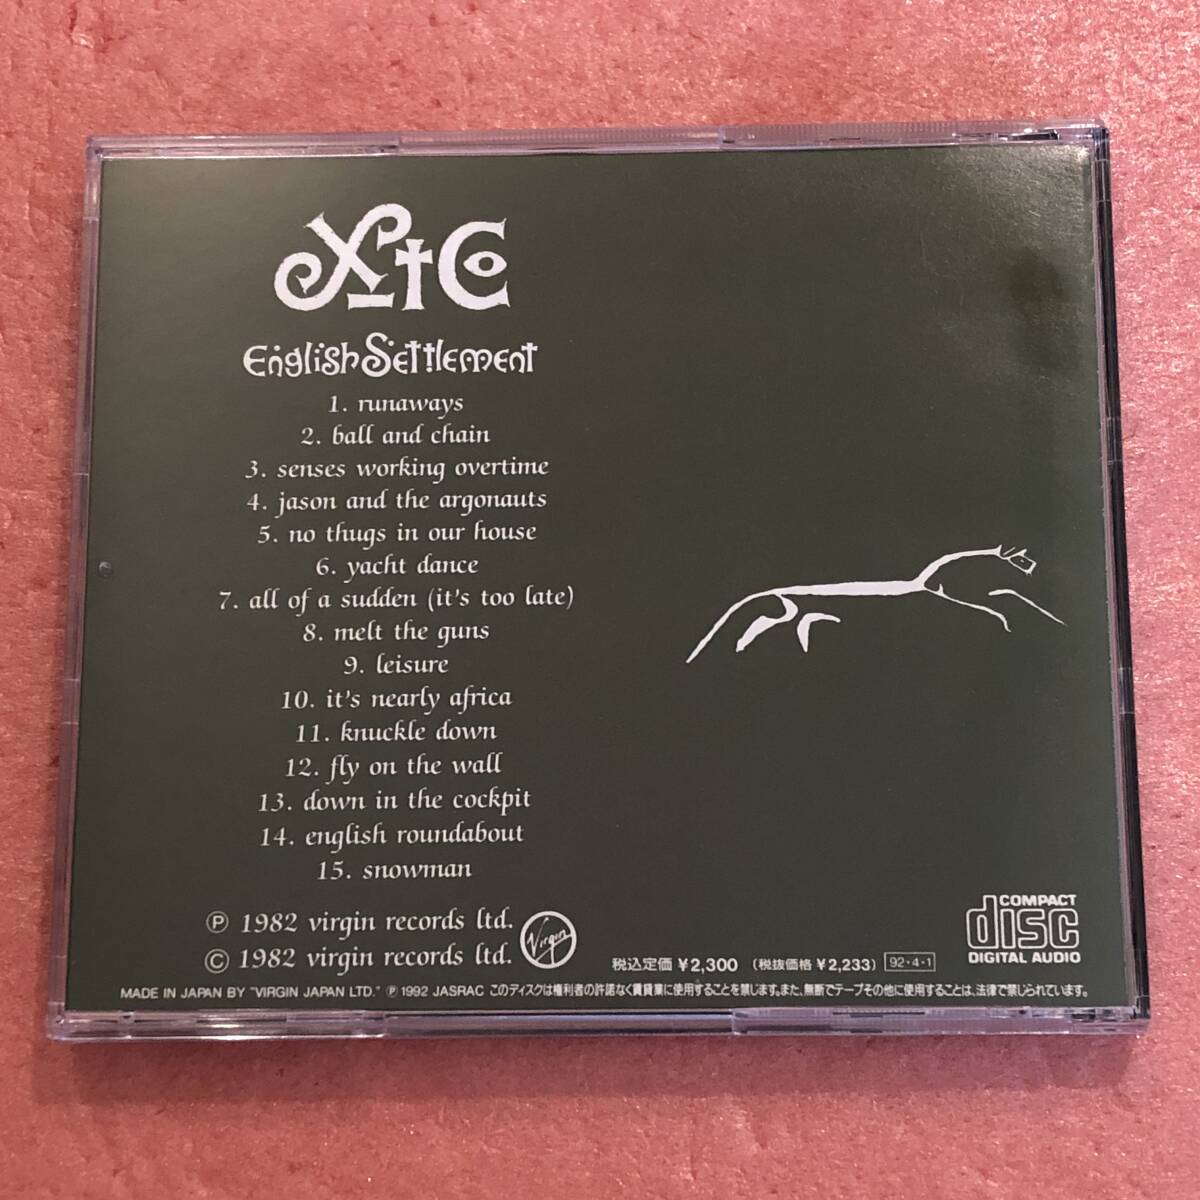 XTC
English Settlement
1. runaways
2. ball and chain
3. senses working overtime
4. jason and the argonauts
5. no thugs in our house
6. yacht dance
7. all of a sudden (it's too late)
8. melt the guns
9. leisure
10. it's nearly africa
11. knuckle down
12. fly on the wall
13. down in the cockpit
14. english roundabout
15. snowman
Ⓟ 1982 virgin records ltd.
© 1982 virgin records ltd.
Virgin
COMPACT
disc
DIGITAL AUDIO
税込定価 ¥2,300 (税抜価格 ¥2,233) 92・4・1
MADE IN JAPAN BY "VIRGIN JAPAN LTD." Ⓟ 1992 JASRAC このディスクは権利者の許諾なく賃貸業に使用することを禁じます。また、無断でテープその他に使用することは、法律で禁じられています。